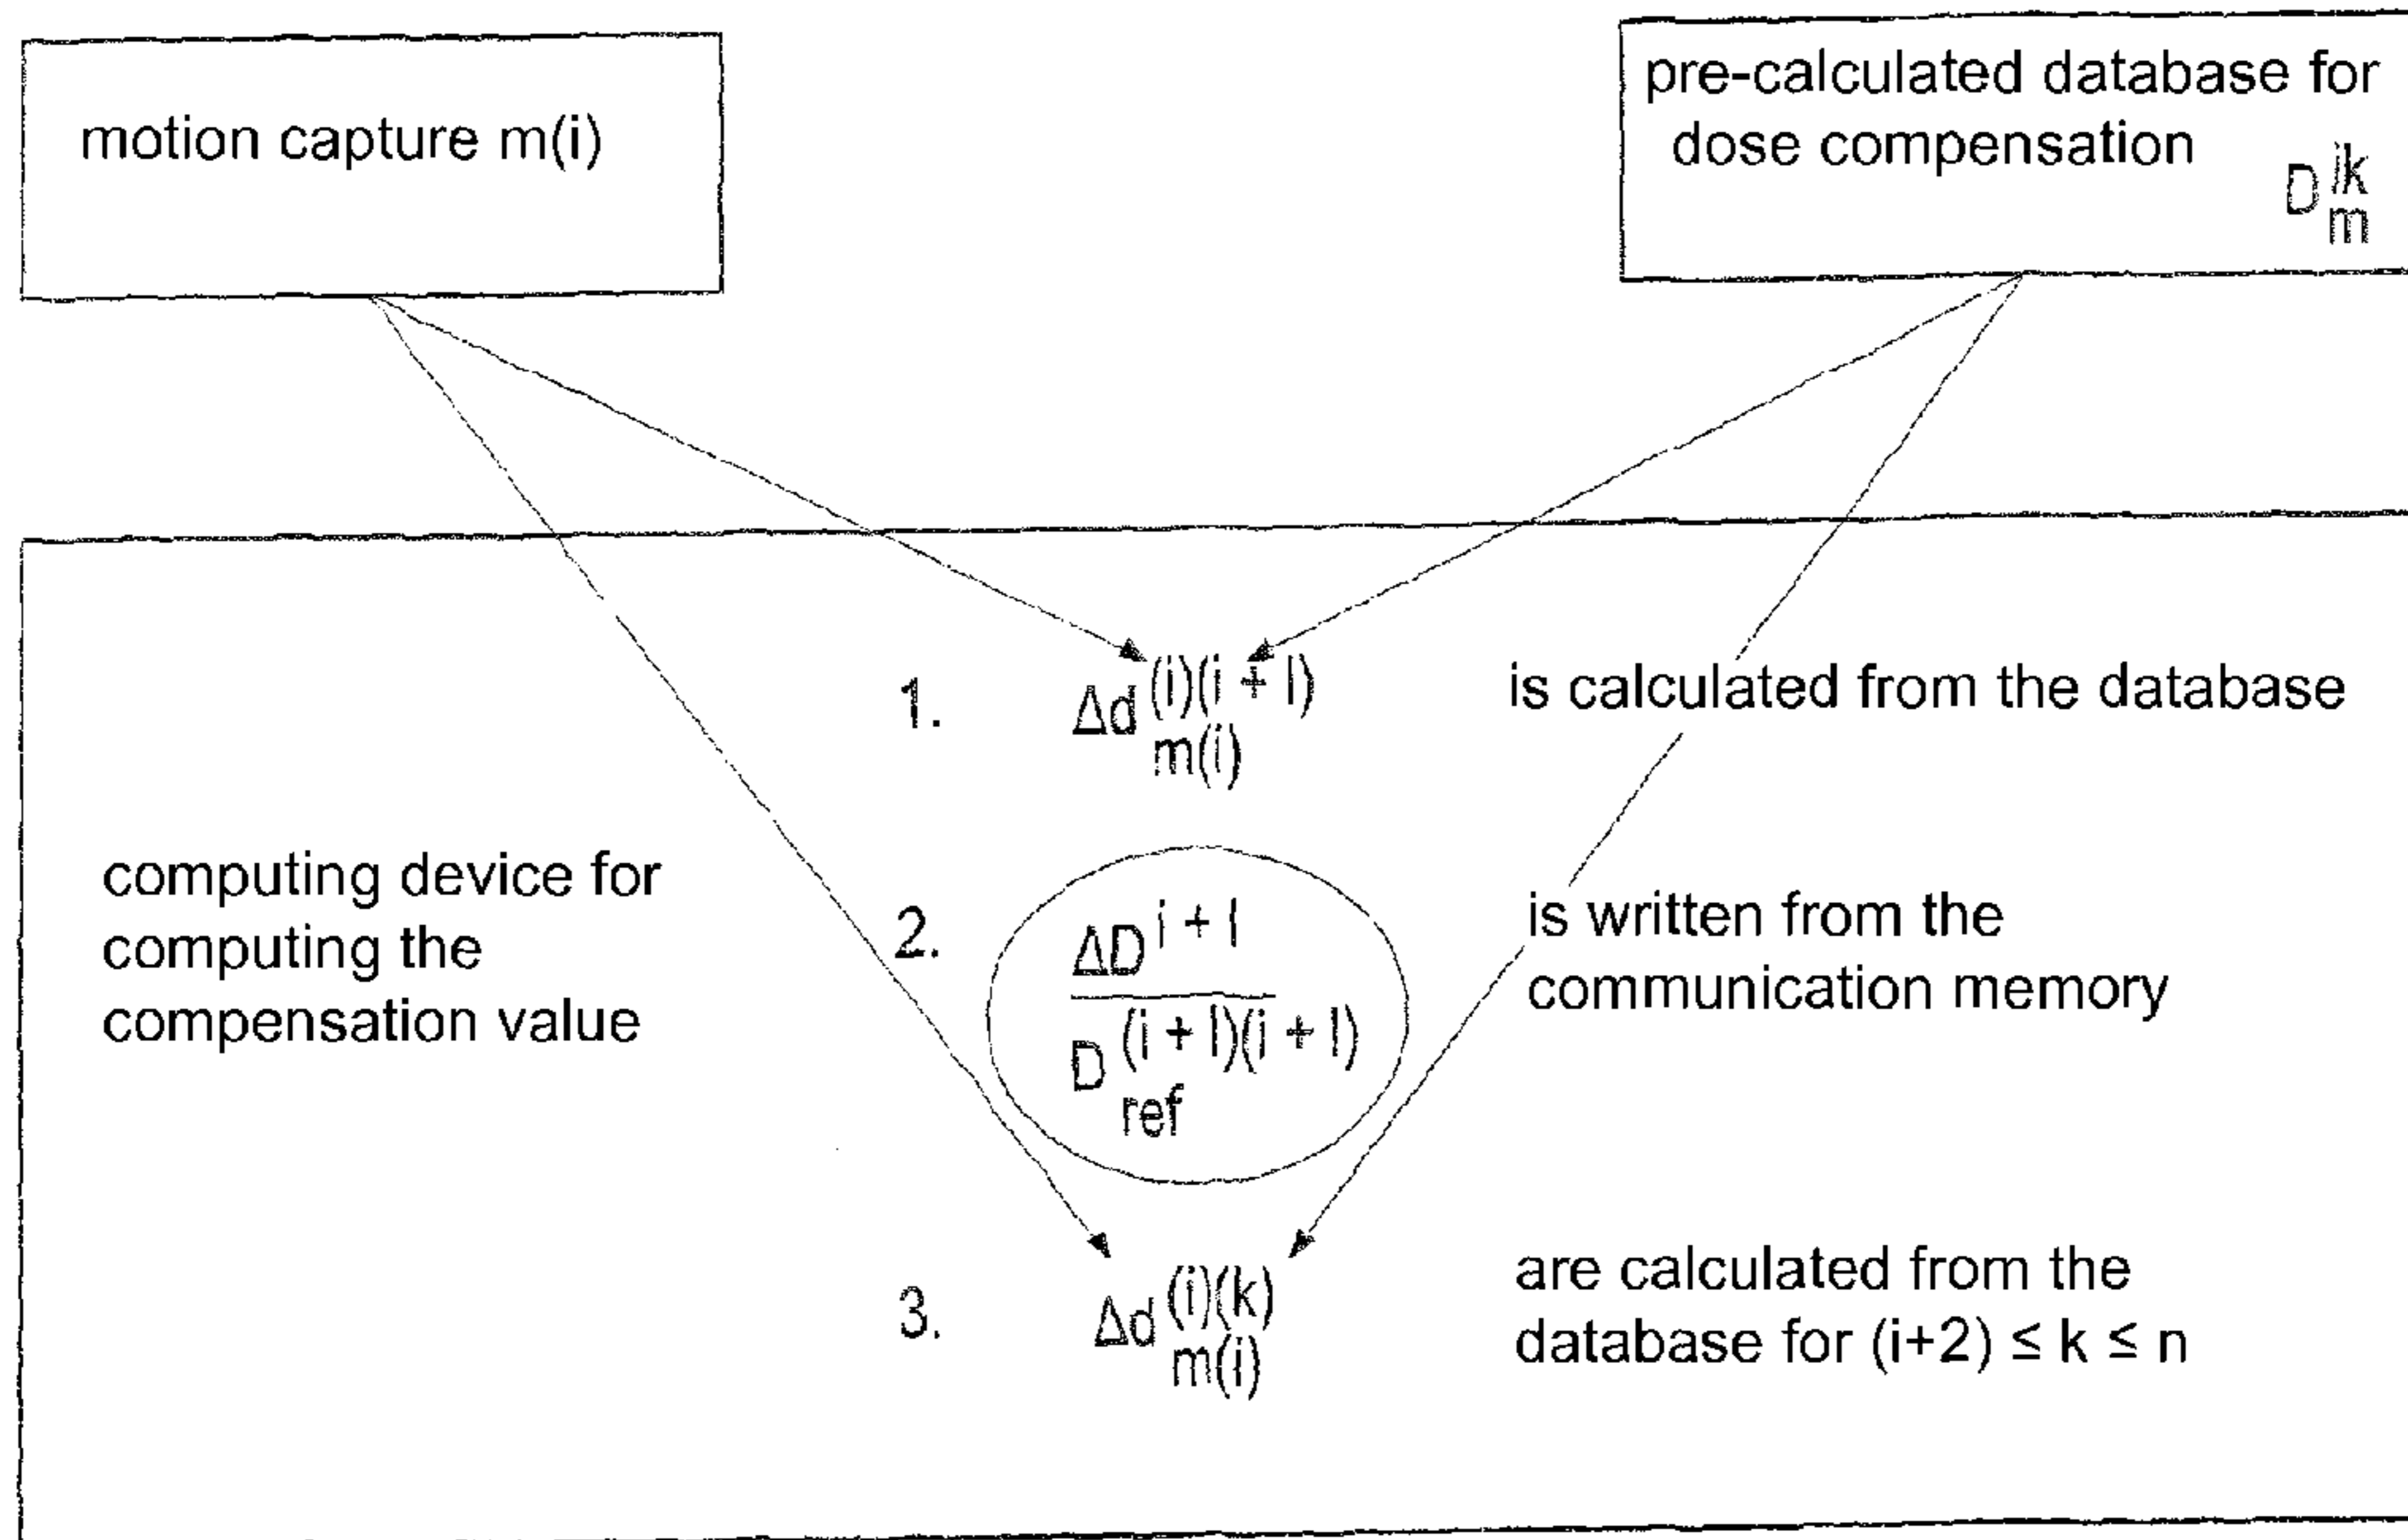 motion capture m(i)
pre-calculated database for
dose compensation
D^{ik}_{m}
1. Δd^{(i)(i + l)}_{m(i)} is calculated from the database
computing device for
computing the
compensation value
2. ΔD^{i + l} / D^{(i + l)(i + l)}_{ref}
is written from the
communication memory
3. Δd^{(i)(k)}_{m(i)}
are calculated from the
database for (i+2) ≤ k ≤ n